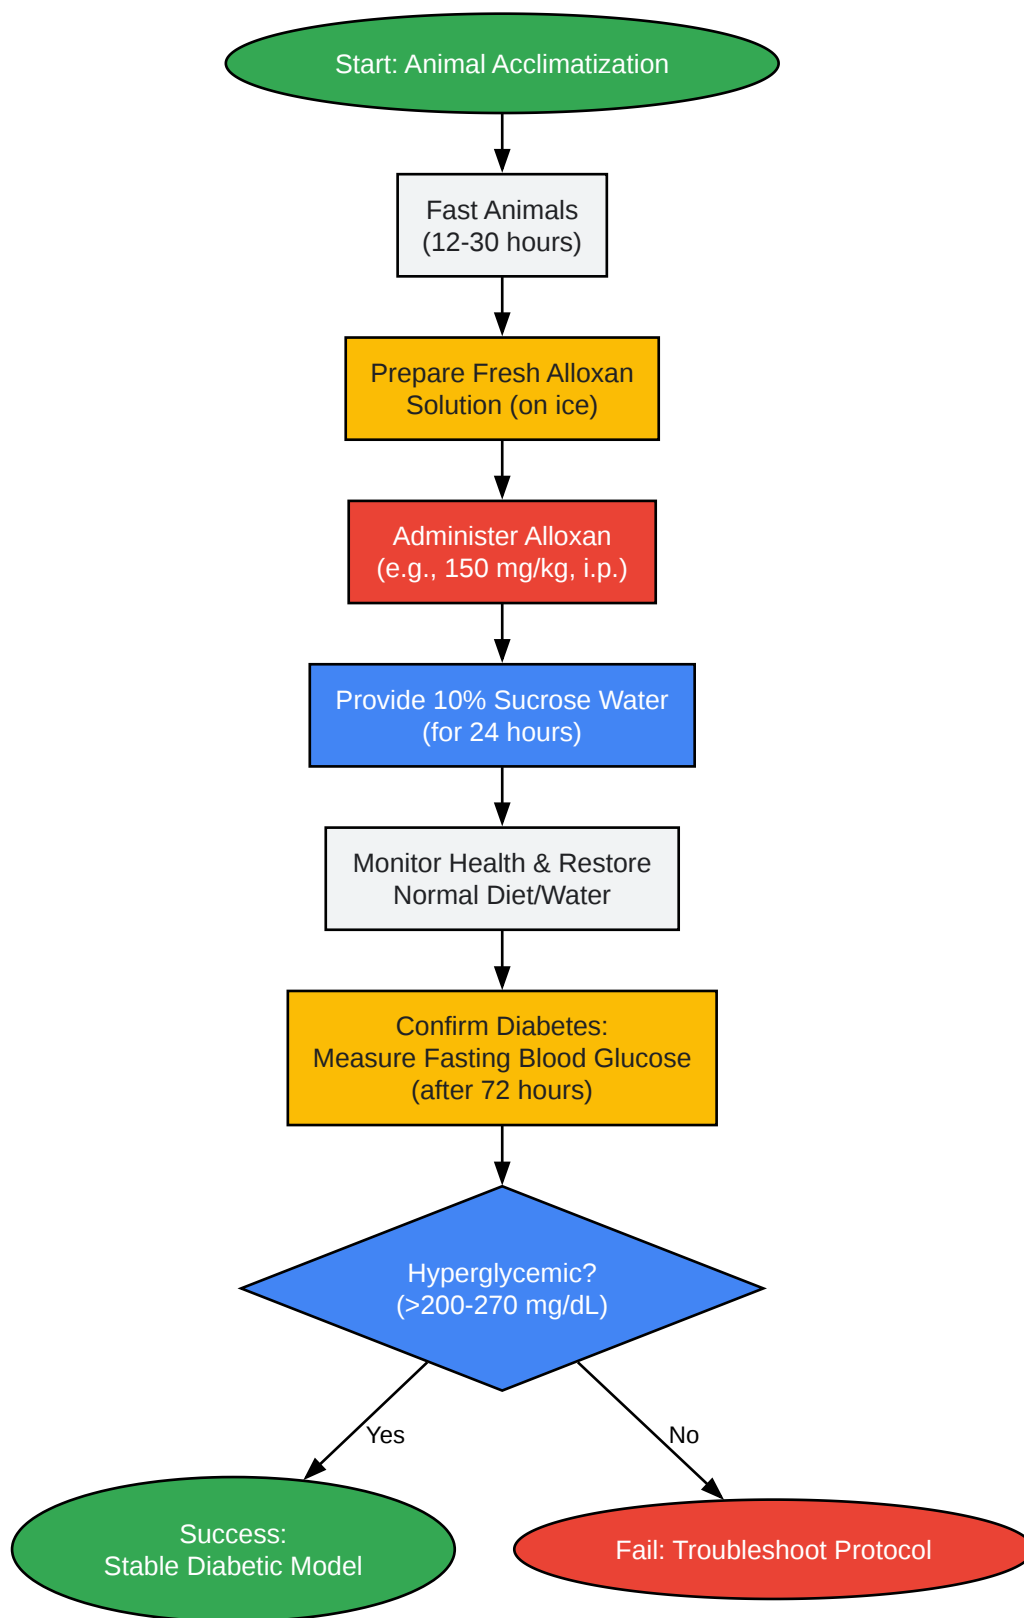 Start: Animal Acclimatization
Fast Animals
(12-30 hours)
Prepare Fresh Alloxan
Solution (on ice)
Administer Alloxan
(e.g., 150 mg/kg, i.p.)
Provide 10% Sucrose Water
(for 24 hours)
Monitor Health & Restore
Normal Diet/Water
Confirm Diabetes:
Measure Fasting Blood Glucose
(after 72 hours)
Hyperglycemic?
(>200-270 mg/dL)
Yes
No
Success:
Stable Diabetic Model
Fail: Troubleshoot Protocol